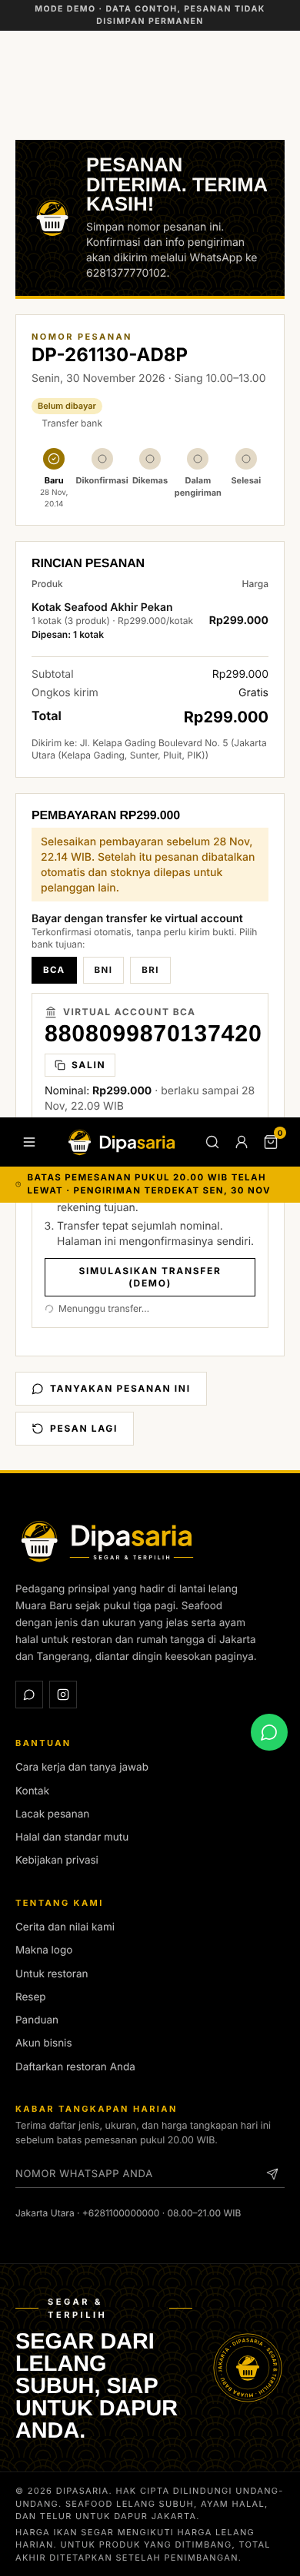 MODE DEMO · DATA CONTOH, PESANAN TIDAK
DISIMPAN PERMANEN
PESANAN
DITERIMA. TERIMA
KASIH!
Simpan nomor pesanan ini.
Konfirmasi dan info pengiriman
akan dikirim melalui WhatsApp ke
6281377770102.
NOMOR PESANAN
DP-261130-AD8P
Senin, 30 November 2026 · Siang 10.00–13.00
Belum dibayar
Transfer bank
Baru
28 Nov,
20.14
Dikonfirmasi
Dikemas
Dalam
pengiriman
Selesai
RINCIAN PESANAN
Produk
Harga
Kotak Seafood Akhir Pekan
1 kotak (3 produk) · Rp299.000/kotak
Rp299.000
Dipesan: 1 kotak
Subtotal
Rp299.000
Ongkos kirim
Gratis
Total
Rp299.000
Dikirim ke: Jl. Kelapa Gading Boulevard No. 5 (Jakarta
Utara (Kelapa Gading, Sunter, Pluit, PIK))
PEMBAYARAN RP299.000
Selesaikan pembayaran sebelum 28 Nov,
22.14 WIB. Setelah itu pesanan dibatalkan
otomatis dan stoknya dilepas untuk
pelanggan lain.
Bayar dengan transfer ke virtual account
Terkonfirmasi otomatis, tanpa perlu kirim bukti. Pilih
bank tujuan:
BCA
BNI
BRI
VIRTUAL ACCOUNT BCA
8808099870137420
SALIN
Nominal: Rp299.000 · berlaku sampai 28
Nov, 22.09 WIB
Dipasaria
0
BATAS PEMESANAN PUKUL 20.00 WIB TELAH
LEWAT · PENGIRIMAN TERDEKAT SEN, 30 NOV
rekening tujuan.
3. Transfer tepat sejumlah nominal.
Halaman ini mengonfirmasinya sendiri.
SIMULASIKAN TRANSFER
(DEMO)
Menunggu transfer...
TANYAKAN PESANAN INI
PESAN LAGI
Dipasaria
SEGAR & TERPILIH
Pedagang prinsipal yang hadir di lantai lelang
Muara Baru sejak pukul tiga pagi. Seafood
dengan jenis dan ukuran yang jelas serta ayam
halal untuk restoran dan rumah tangga di Jakarta
dan Tangerang, diantar dingin keesokan paginya.
BANTUAN
Cara kerja dan tanya jawab
Kontak
Lacak pesanan
Halal dan standar mutu
Kebijakan privasi
TENTANG KAMI
Cerita dan nilai kami
Makna logo
Untuk restoran
Resep
Panduan
Akun bisnis
Daftarkan restoran Anda
KABAR TANGKAPAN HARIAN
Terima daftar jenis, ukuran, dan harga tangkapan hari ini
sebelum batas pemesanan pukul 20.00 WIB.
NOMOR WHATSAPP ANDA
Jakarta Utara · +6281100000000 · 08.00–21.00 WIB
SEGAR &
TERPILIH
SEGAR DARI
LELANG
SUBUH, SIAP
UNTUK DAPUR
ANDA.
© 2026 DIPASARIA. HAK CIPTA DILINDUNGI UNDANG-
UNDANG. SEAFOOD LELANG SUBUH, AYAM HALAL,
DAN TELUR UNTUK DAPUR JAKARTA.
HARGA IKAN SEGAR MENGIKUTI HARGA LELANG
HARIAN. UNTUK PRODUK YANG DITIMBANG, TOTAL
AKHIR DITETAPKAN SETELAH PENIMBANGAN.